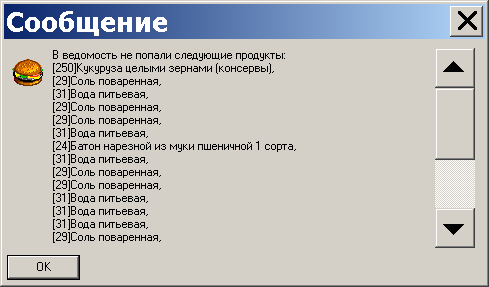 Сообщение
В ведомость не попали следующие продукты:
[250]Кукуруза целыми зернами (консервы),
[29]Соль поваренная,
[31]Вода питьевая,
[29]Соль поваренная,
[29]Соль поваренная,
[31]Вода питьевая,
[24]Батон нарезной из муки пшеничной 1 сорта,
[31]Вода питьевая,
[29]Соль поваренная,
[29]Соль поваренная,
[31]Вода питьевая,
[31]Вода питьевая,
[31]Вода питьевая,
[29]Соль поваренная,
OK